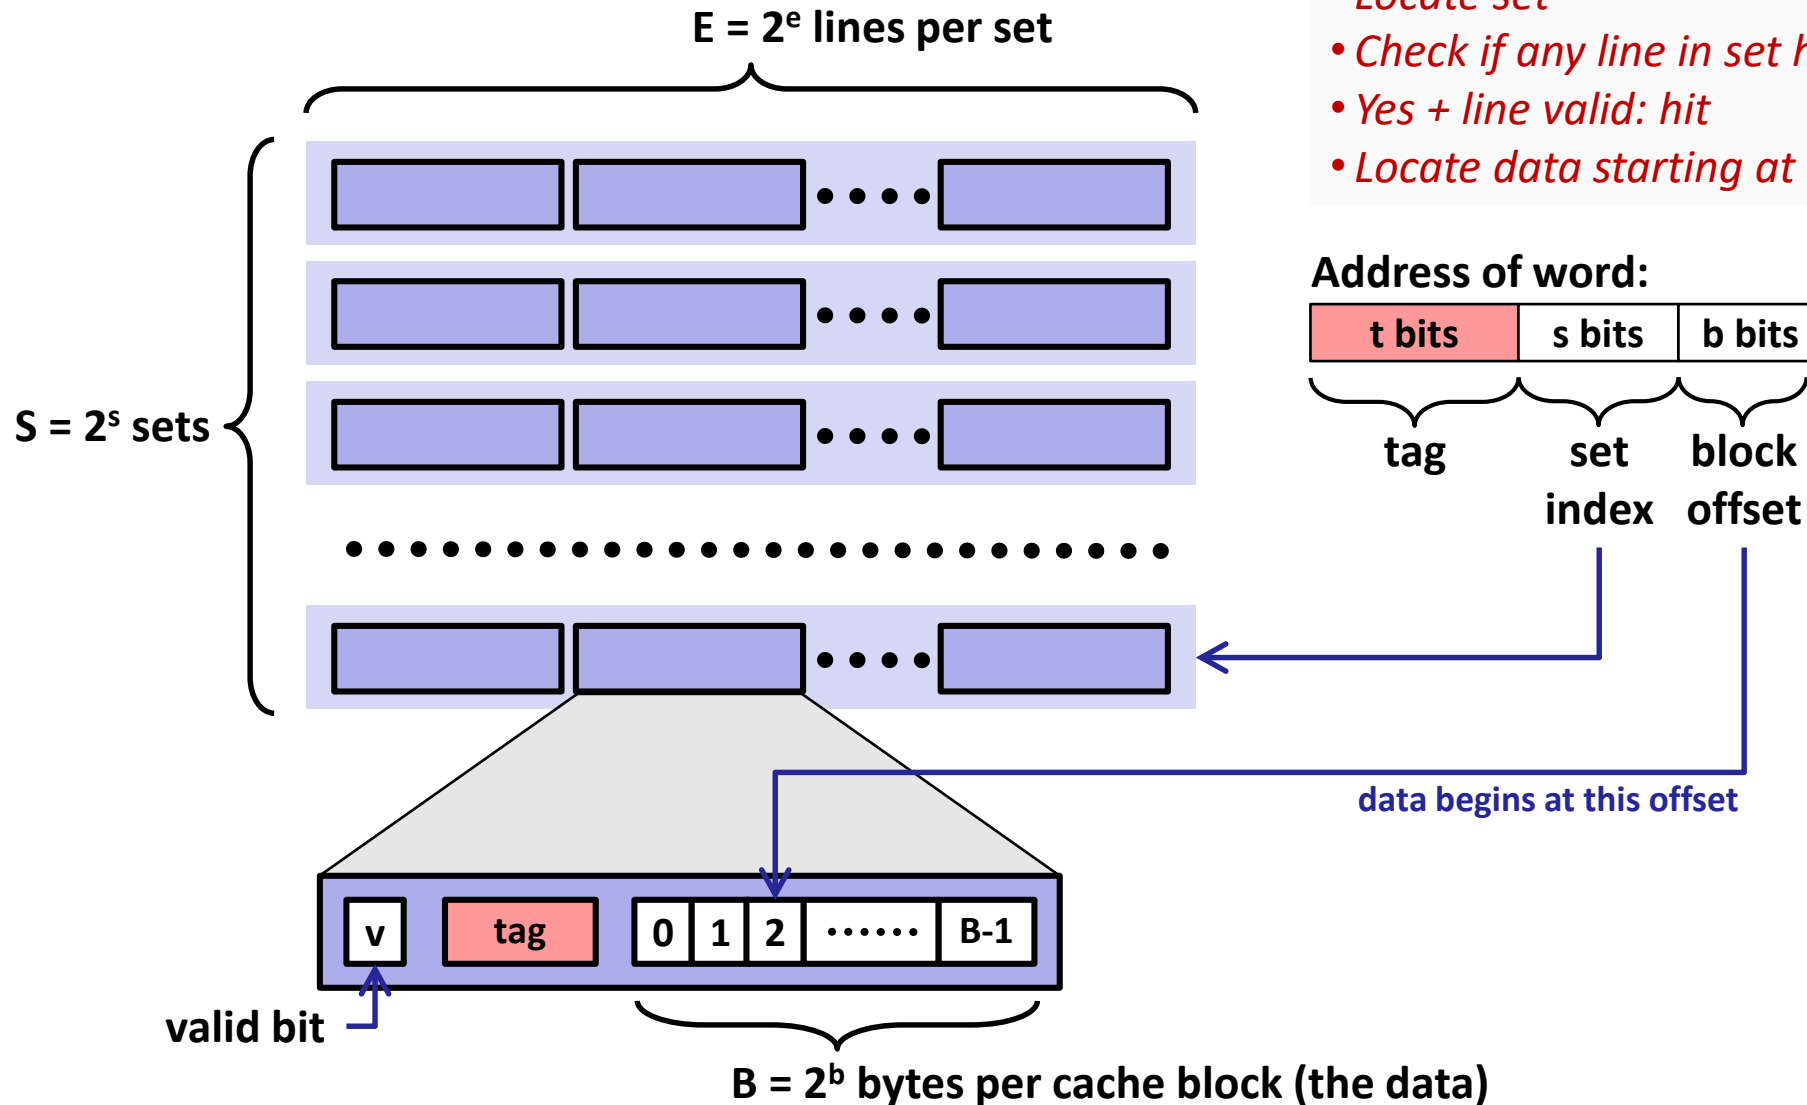 E = 2ᵉ lines per set
Locate set
• Check if any line in set
• Yes + line valid: hit
• Locate data starting at
S = 2ˢ sets
Address of word:
t bits s bits b bits
tag set block
index offset
data begins at this offset
v tag 0 1 2 •••••• B-1
valid bit
B = 2ᵇ bytes per cache block (the data)